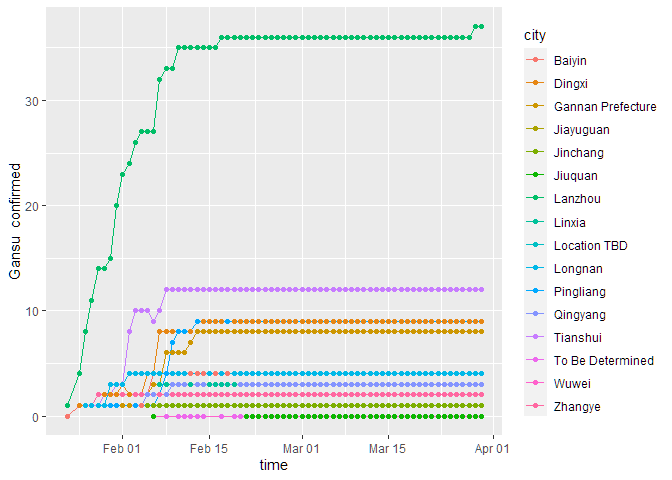 30
20
10
0
Gansu confirmed
Feb 01 Feb 15 Mar 01 Mar 15 Apr 01
time
city
Baiyin
Dingxi
Gannan Prefecture
Jiayuguan
Jinchang
Jiuquan
Lanzhou
Linxia
Location TBD
Longnan
Pingliang
Qingyang
Tianshui
To Be Determined
Wuwei
Zhangye